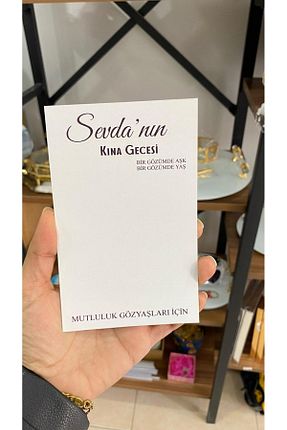 Sevda'nın
KINA GECESİ
BİR GÖZÜMDE AŞK
BİR GÖZÜMDE YAŞ
MUTLULUK GÖZYAŞLARI İÇİN